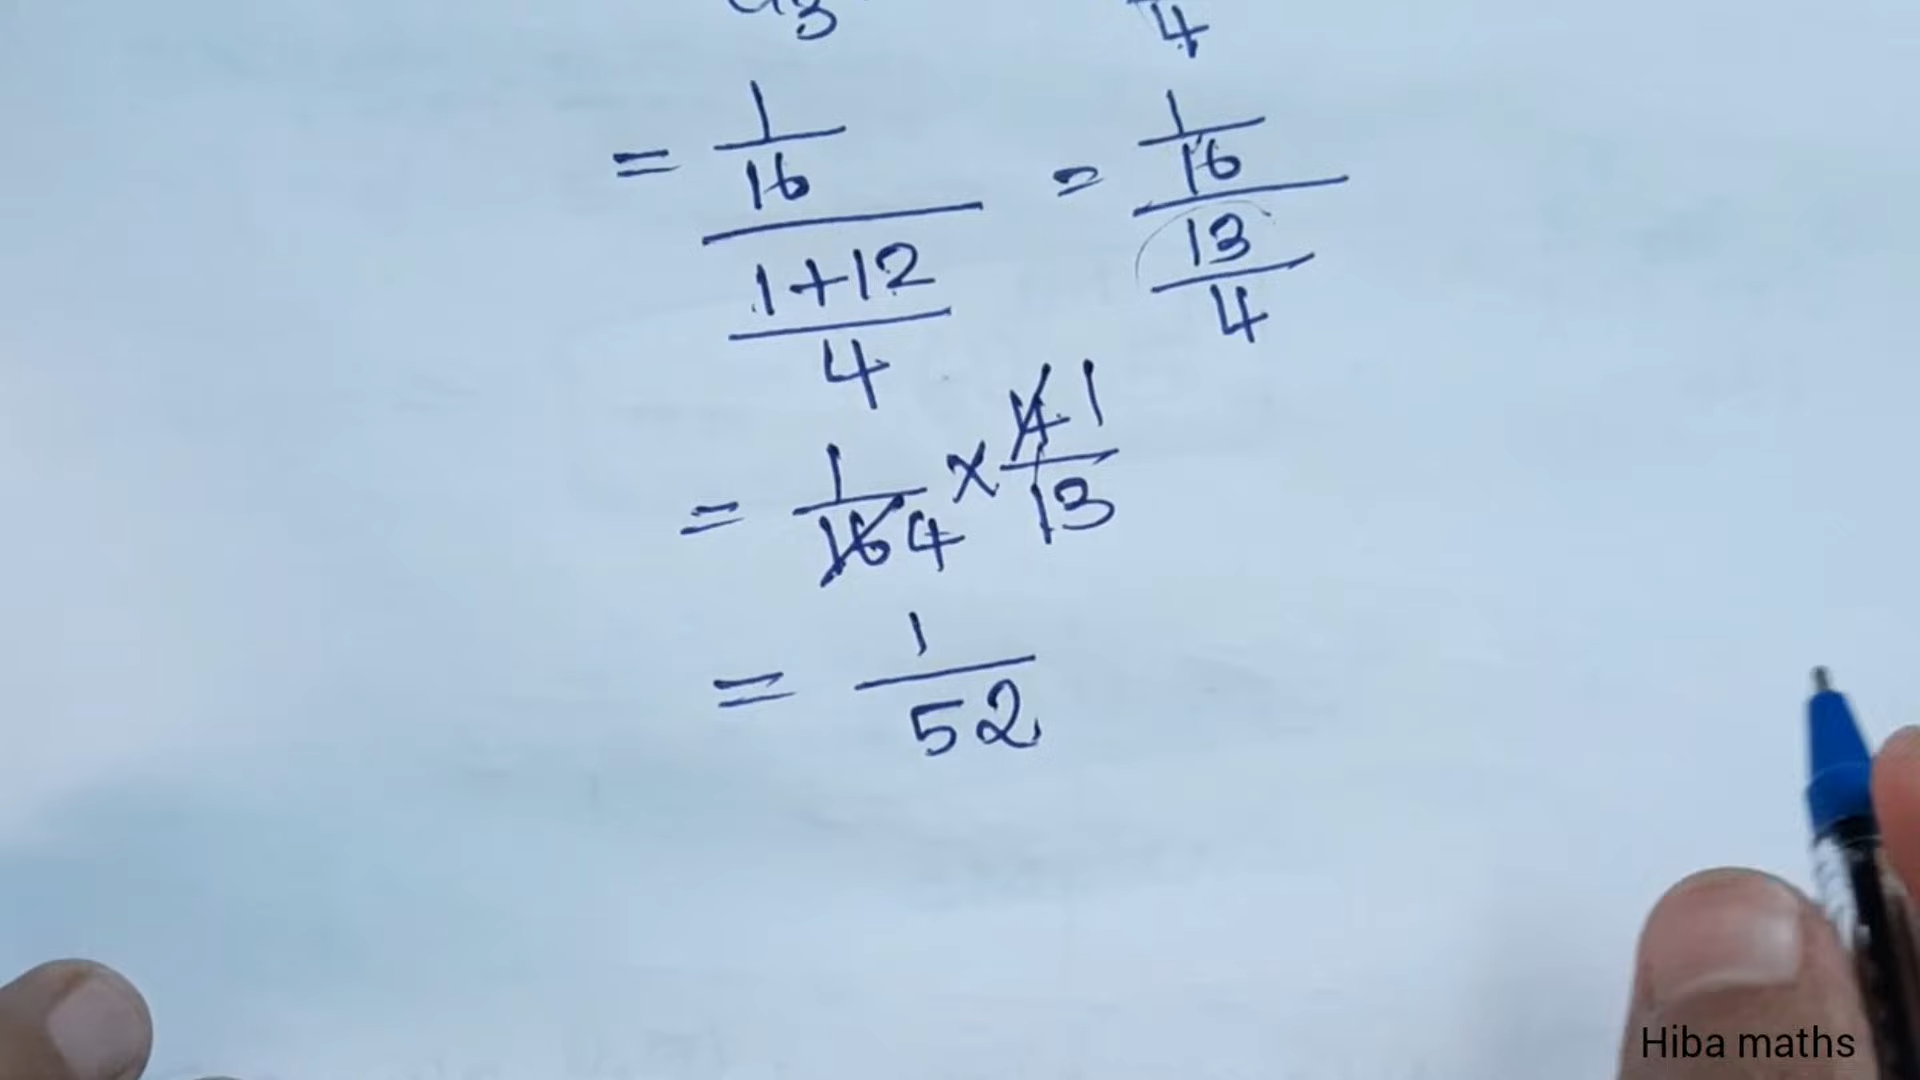 4
= 1/16 / (1+12)/4 = 1/16 / 13/4
= 1/16 4 × 4 1/13
= 1/52
Hiba maths